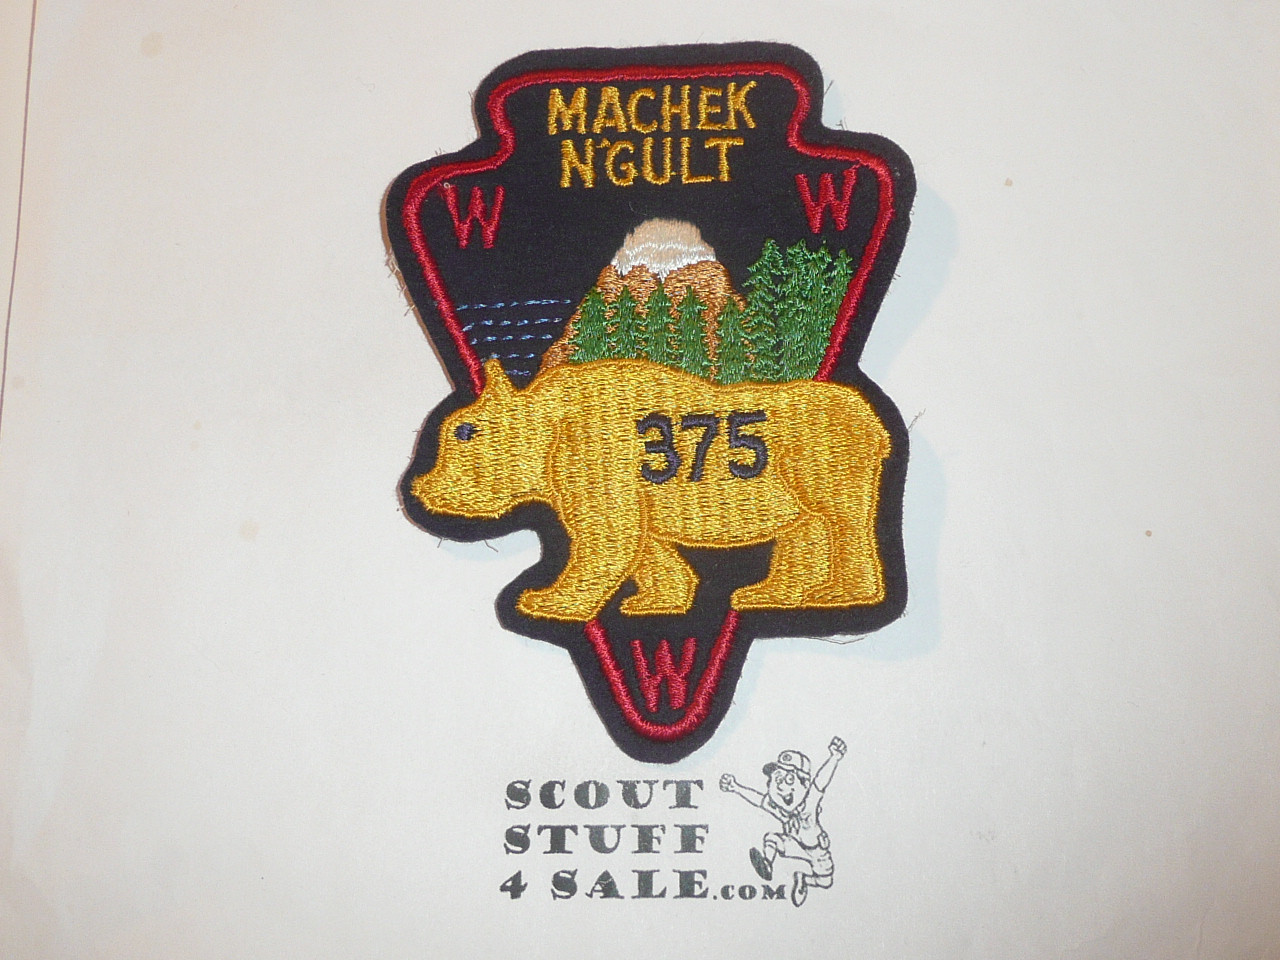 MACHEK
N'GULT
W W
375
W
SCOUT
STUFF
4 SALE.COM